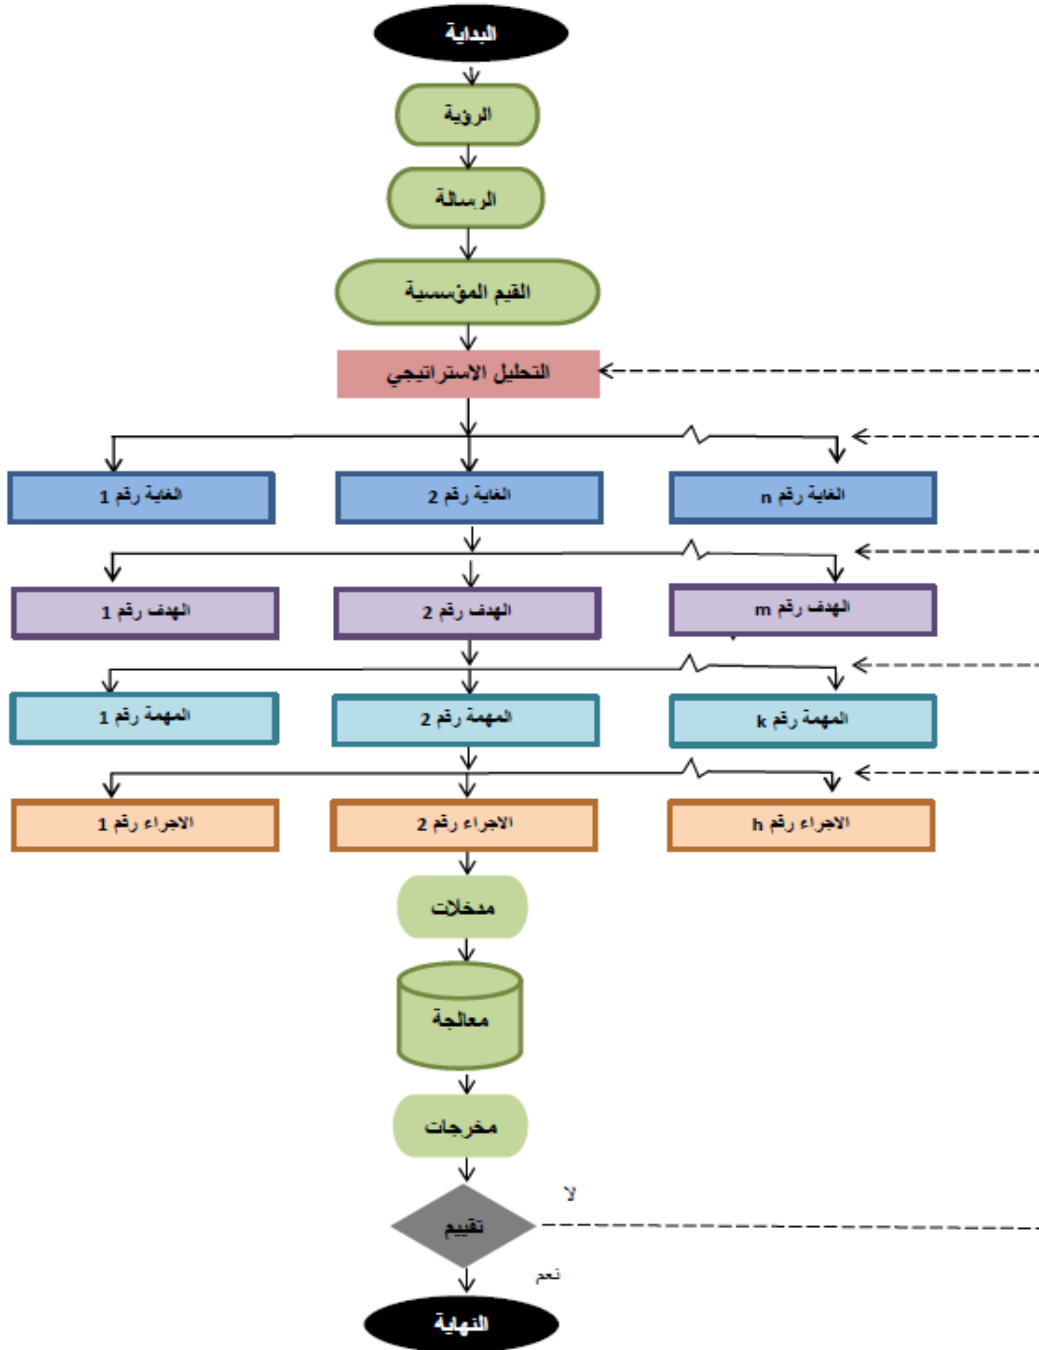 البداية
الرؤية
الرسالة
القيم المؤسسية
التحليل الاستراتيجي
الغاية رقم 1
الغاية رقم 2
الغاية رقم n
الهدف رقم 1
الهدف رقم 2
الهدف رقم m
المهمة رقم 1
المهمة رقم 2
المهمة رقم k
الاجراء رقم 1
الاجراء رقم 2
الاجراء رقم h
مدخلات
معالجة
مخرجات
لا
تقييم
نعم
النهاية